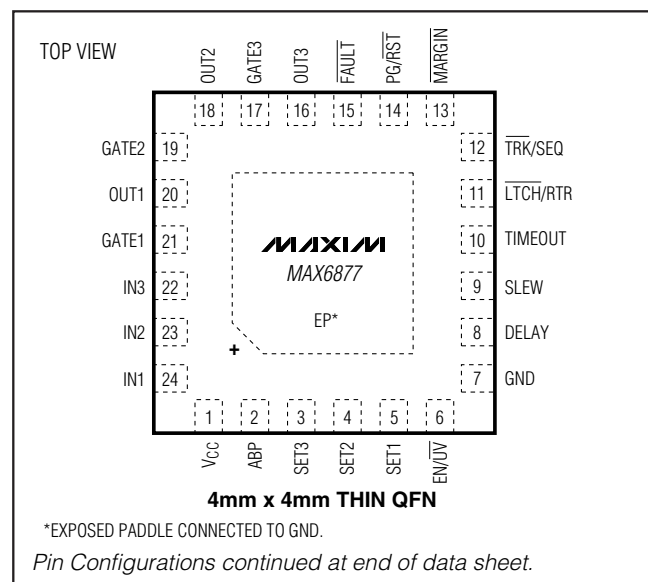 TOP VIEW
OUT2
GATE3
OUT3
FAULT
PG/RST
MARGIN
18
17
16
15
14
13
GATE2 19
12 TRK/SEQ
OUT1 20
11 LTCH/RTR
GATE1 21
10 TIMEOUT
IN3 22
9 SLEW
IN2 23
8 DELAY
IN1 24
7 GND
MAXIM
MAX6877
EP*
+
1
2
3
4
5
6
VCC
ABP
SET3
SET2
SET1
EN/UV
4mm x 4mm THIN QFN
*EXPOSED PADDLE CONNECTED TO GND.
Pin Configurations continued at end of data sheet.